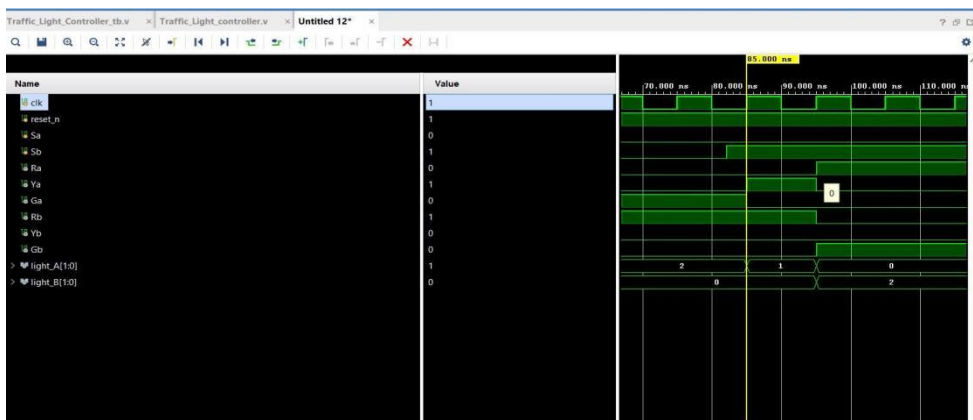 Traffic_Light_Controller_tb.v × Traffic_Light_controller.v × Untitled 12* ×
85.000 ns
Name Value
70.000 ns 80.000 ns 90.000 ns 100.000 ns 110.000 ns
clk 1
reset_n 1
Sa 0
Sb 1
Ra 0
Ya 1
0
Ga 0
Rb 1
Yb 0
Gb 0
light_A[1:0] 1 2 1 0
light_B[1:0] 0 0 2